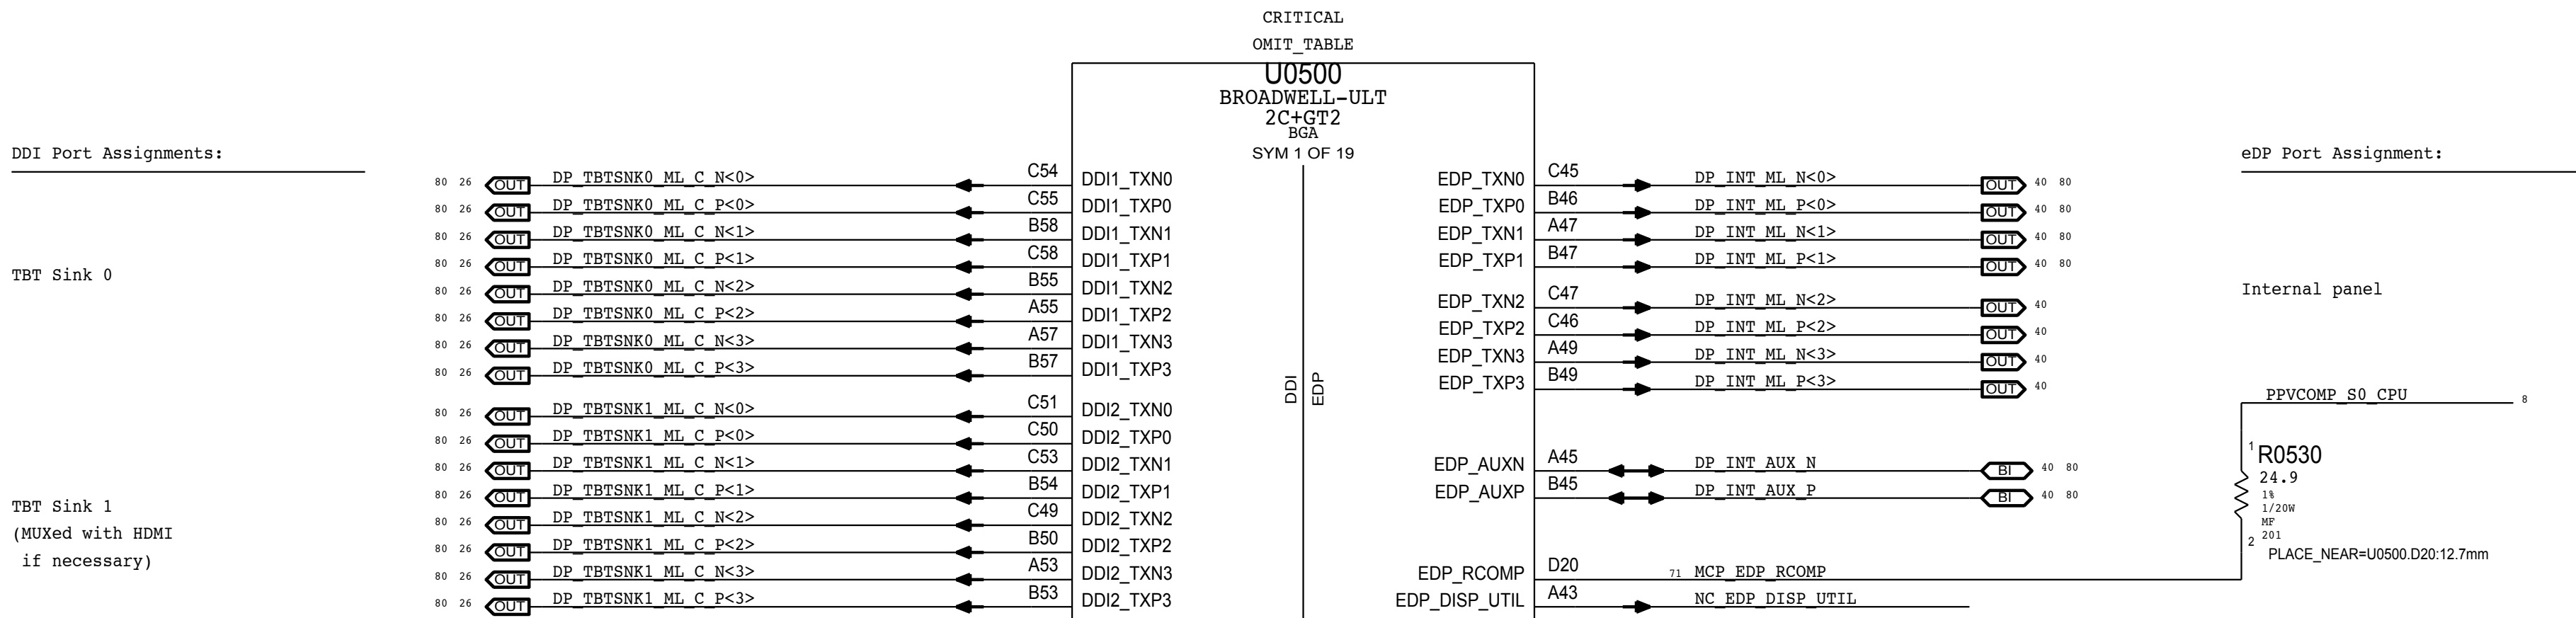 CRITICAL
OMIT_TABLE
U0500
BROADWELL-ULT
2C+GT2
BGA
SYM 1 OF 19
DDI Port Assignments:
eDP Port Assignment:
80 26 OUT DP_TBTSNK0_ML_C_N<0> C54 DDI1_TXN0 EDP_TXN0 C45 DP_INT_ML_N<0> OUT 40 80
80 26 OUT DP_TBTSNK0_ML_C_P<0> C55 DDI1_TXP0 EDP_TXP0 B46 DP_INT_ML_P<0> OUT 40 80
80 26 OUT DP_TBTSNK0_ML_C_N<1> B58 DDI1_TXN1 EDP_TXN1 A47 DP_INT_ML_N<1> OUT 40 80
80 26 OUT DP_TBTSNK0_ML_C_P<1> C58 DDI1_TXP1 EDP_TXP1 B47 DP_INT_ML_P<1> OUT 40 80
TBT Sink 0
80 26 OUT DP_TBTSNK0_ML_C_N<2> B55 DDI1_TXN2 EDP_TXN2 C47 DP_INT_ML_N<2> OUT 40
Internal panel
80 26 OUT DP_TBTSNK0_ML_C_P<2> A55 DDI1_TXP2 EDP_TXP2 C46 DP_INT_ML_P<2> OUT 40
80 26 OUT DP_TBTSNK0_ML_C_N<3> A57 DDI1_TXN3 EDP_TXN3 A49 DP_INT_ML_N<3> OUT 40
80 26 OUT DP_TBTSNK0_ML_C_P<3> B57 DDI1_TXP3 EDP_TXP3 B49 DP_INT_ML_P<3> OUT 40
DDI EDP
PPVCOMP_S0_CPU 8
80 26 OUT DP_TBTSNK1_ML_C_N<0> C51 DDI2_TXN0
80 26 OUT DP_TBTSNK1_ML_C_P<0> C50 DDI2_TXP0
80 26 OUT DP_TBTSNK1_ML_C_N<1> C53 DDI2_TXN1 EDP_AUXN A45 DP_INT_AUX_N BI 40 80
80 26 OUT DP_TBTSNK1_ML_C_P<1> B54 DDI2_TXP1 EDP_AUXP B45 DP_INT_AUX_P BI 40 80
1 R0530
24.9
1%
1/20W
MF
201
2
PLACE_NEAR=U0500.D20:12.7mm
TBT Sink 1
(MUXed with HDMI
if necessary)
80 26 OUT DP_TBTSNK1_ML_C_N<2> C49 DDI2_TXN2
80 26 OUT DP_TBTSNK1_ML_C_P<2> B50 DDI2_TXP2
80 26 OUT DP_TBTSNK1_ML_C_N<3> A53 DDI2_TXN3 EDP_RCOMP D20 71 MCP_EDP_RCOMP
80 26 OUT DP_TBTSNK1_ML_C_P<3> B53 DDI2_TXP3 EDP_DISP_UTIL A43 NC_EDP_DISP_UTIL